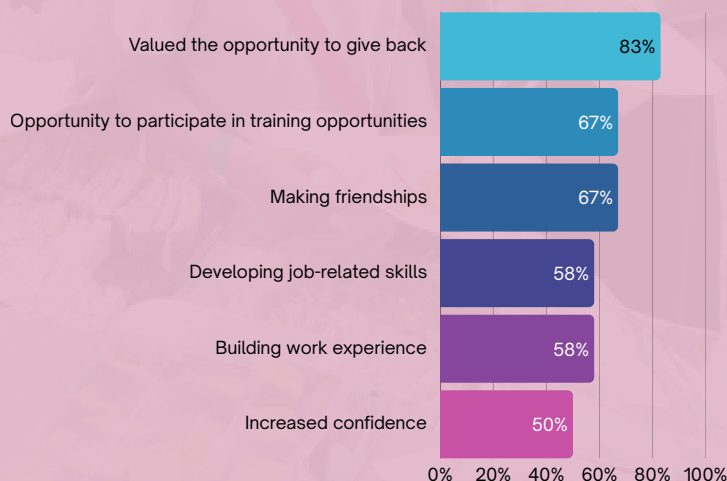 Valued the opportunity to give back 83%
Opportunity to participate in training opportunities 67%
Making friendships 67%
Developing job-related skills 58%
Building work experience 58%
Increased confidence 50%
0% 20% 40% 60% 80% 100%